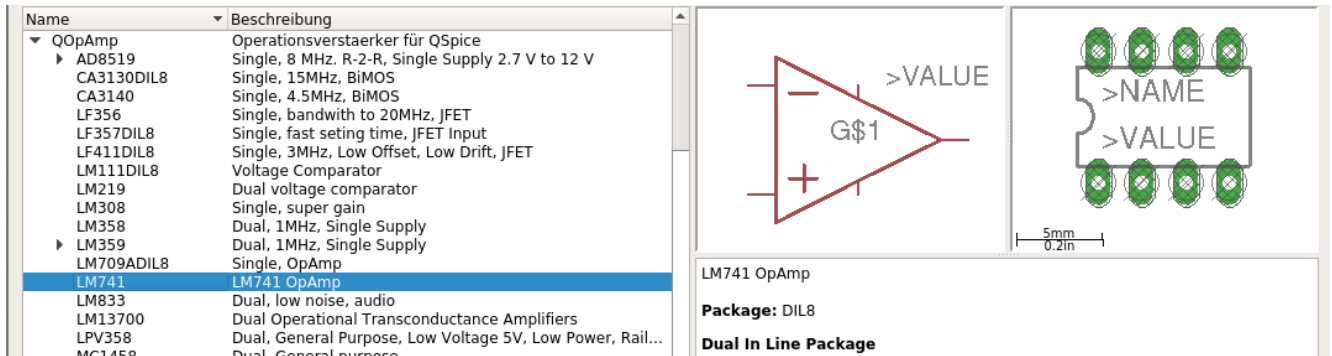 Name Beschreibung
QOpAmp Operationsverstaerker für QSpice
AD8519 Single, 8 MHz. R-2-R, Single Supply 2.7 V to 12 V
CA3130DIL8 Single, 15MHz, BiMOS
CA3140 Single, 4.5MHz, BiMOS
LF356 Single, bandwith to 20MHz, JFET
LF357DIL8 Single, fast seting time, JFET Input
LF411DIL8 Single, 3MHz, Low Offset, Low Drift, JFET
LM111DIL8 Voltage Comparator
LM219 Dual voltage comparator
LM308 Single, super gain
LM358 Dual, 1MHz, Single Supply
LM359 Dual, 1MHz, Single Supply
LM709ADIL8 Single, OpAmp
LM741 LM741 OpAmp
LM833 Dual, low noise, audio
LM13700 Dual Operational Transconductance Amplifiers
LPV358 Dual, General Purpose, Low Voltage 5V, Low Power, Rail...
MC1458 Dual, General purpose
>VALUE
G$1
>NAME
>VALUE
5mm
0.2in
LM741 OpAmp
Package: DIL8
Dual In Line Package